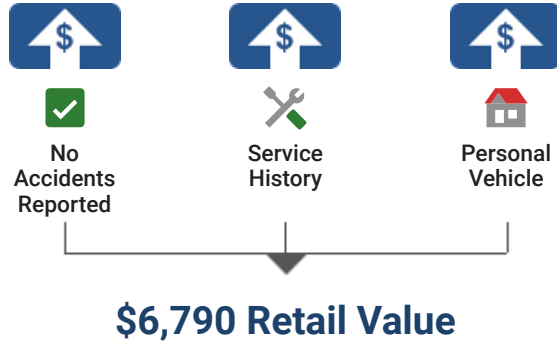 $ $ $
No
Accidents
Reported
Service
History
Personal
Vehicle
$6,790 Retail Value